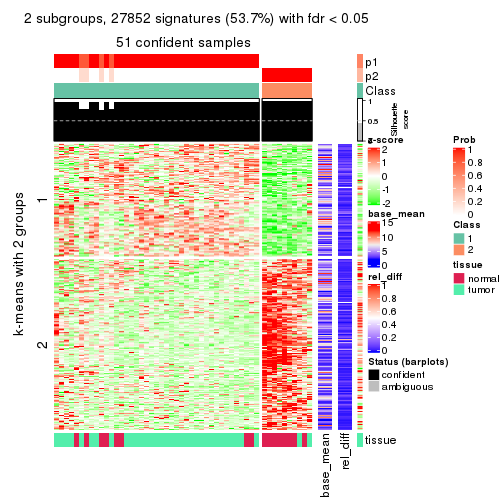 2 subgroups, 27852 signatures (53.7%) with fdr < 0.05
51 confident samples
p1
p2
Class
1
0.5
Silhouette
score
k-means with 2 groups
1
2
z-score
2
1
0
-1
-2
base_mean
15
10
5
0
rel_diff
1
0.8
0.6
0.4
0.2
0
Status (barplots)
confident
ambiguous
Prob
1
0.8
0.6
0.4
0.2
0
Class
1
2
tissue
normal
tumor
tissue
base_mean
rel_diff